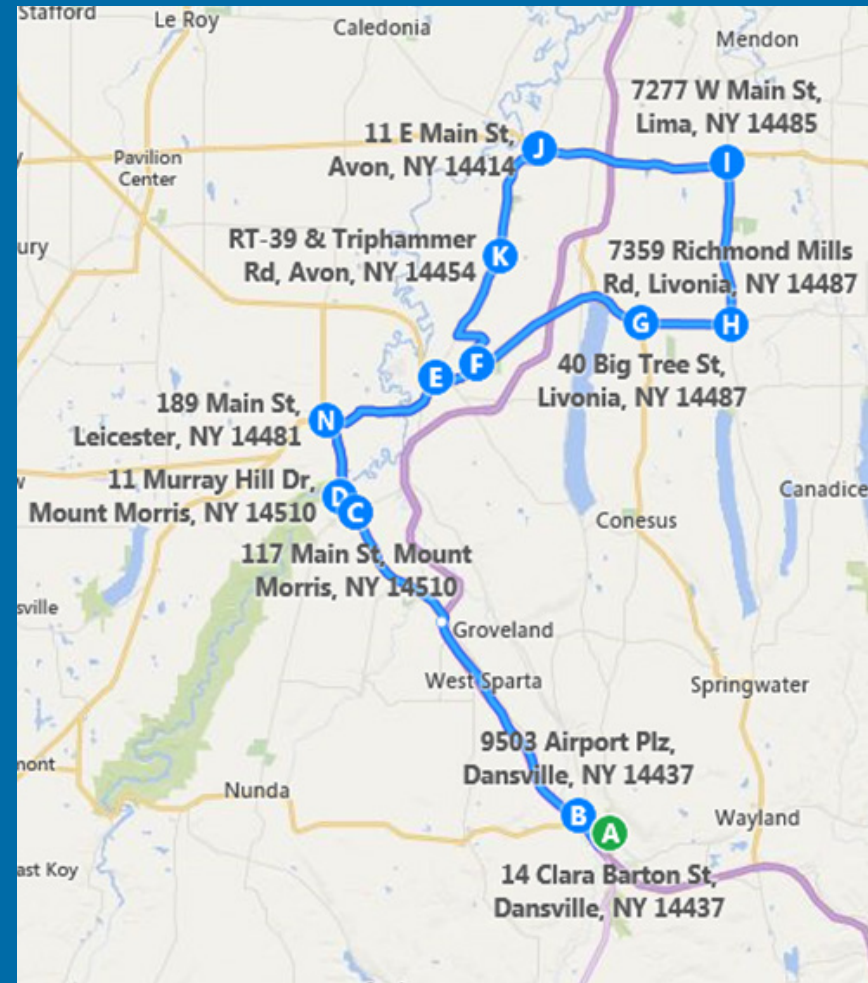 Stafford
Le Roy
Caledonia
Mendon
7277 W Main St,
Lima, NY 14485
11 E Main St,
Avon, NY 14414
J
I
Pavilion
Center
RT-39 & Triphammer
Rd, Avon, NY 14454
K
7359 Richmond Mills
Rd, Livonia, NY 14487
G
H
E
F
40 Big Tree St,
Livonia, NY 14487
189 Main St,
Leicester, NY 14481
N
11 Murray Hill Dr,
Mount Morris, NY 14510
D
C
Canadice
Conesus
117 Main St, Mount
Morris, NY 14510
Groveland
West Sparta
Springwater
9503 Airport Plz,
Dansville, NY 14437
Nunda
B
A
Wayland
14 Clara Barton St,
Dansville, NY 14437